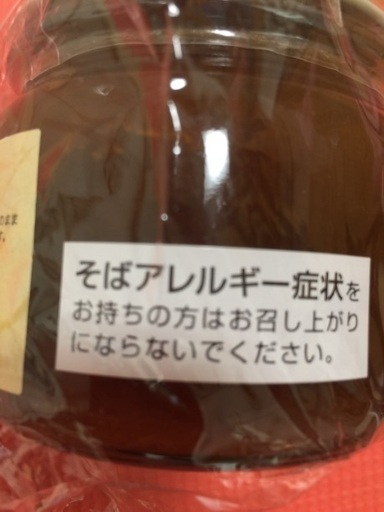 そばアレルギー症状を
お持ちの方はお召し上がり
にならないでください。